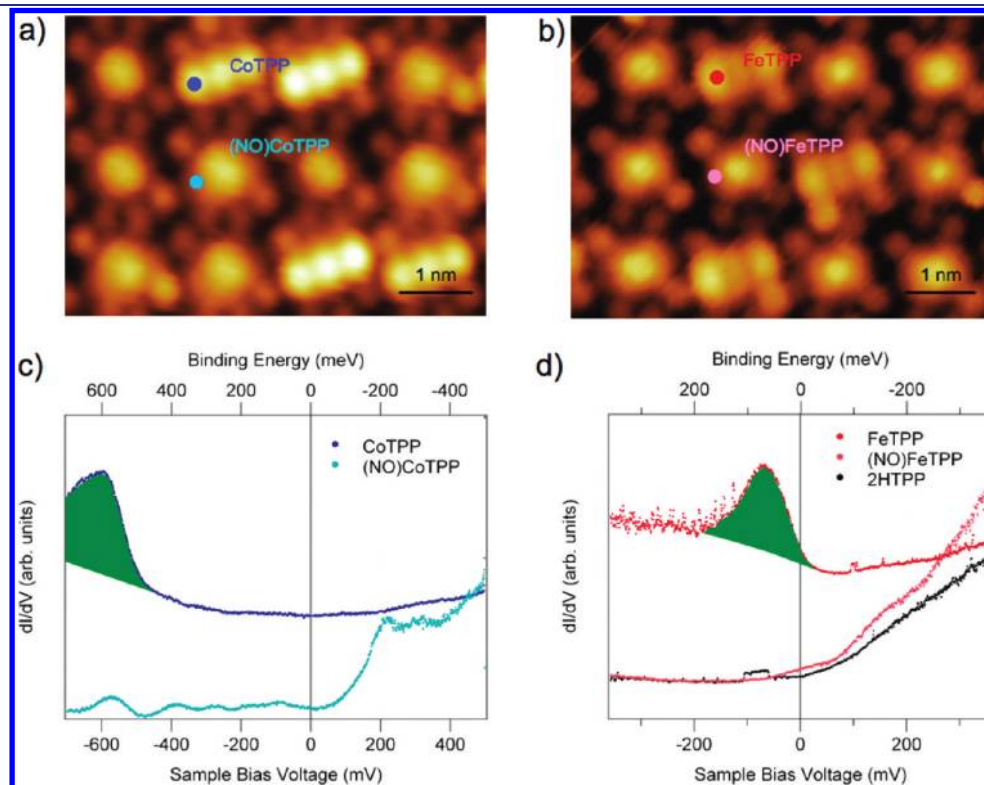 a)
CoTPP
(NO)CoTPP
1 nm
b)
FeTPP
(NO)FeTPP
1 nm
c)
Binding Energy (meV)
600 400 200 0 -200 -400
CoTPP
(NO)CoTPP
dI/dV (arb. units)
-600 -400 -200 0 200 400
Sample Bias Voltage (mV)
d)
Binding Energy (meV)
200 0 -200
FeTPP
(NO)FeTPP
2HTPP
dI/dV (arb. units)
-200 0 200
Sample Bias Voltage (mV)